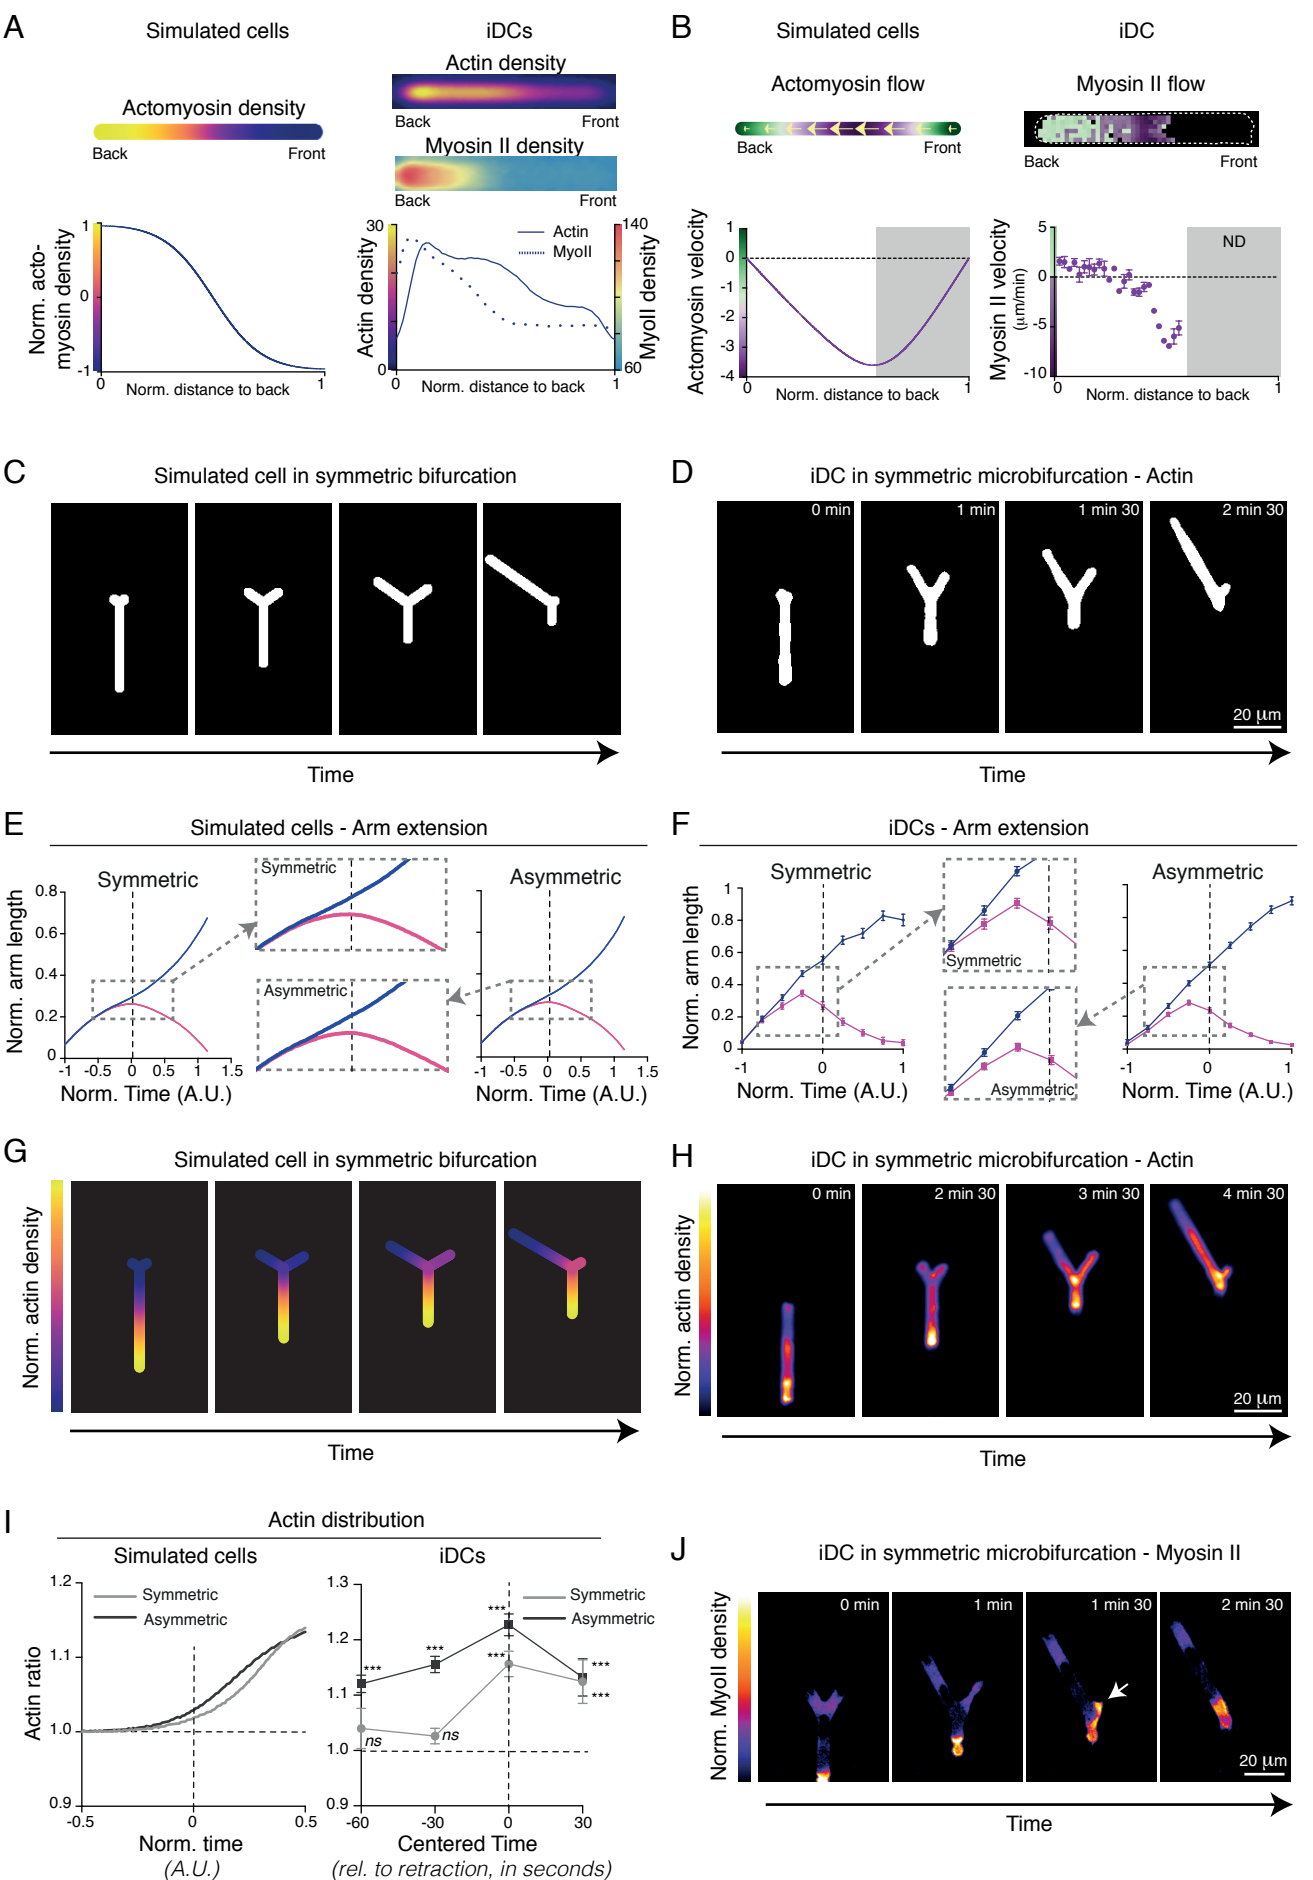 A
Simulated cells
iDCs
Actomyosin density
Back
Front
Actin density
Back
Front
Myosin II density
Back
Front
Norm. acto-
myosin density
1
0
-1
0
1
Norm. distance to back
Actin density
30
0
Actin
MyoII
140
60
MyoII density
0
1
Norm. distance to back
B
Simulated cells
iDC
Actomyosin flow
Back
Front
Myosin II flow
Back
Front
Actomyosin velocity
1
0
-1
-2
-3
-4
0
1
Norm. distance to back
Myosin II velocity
(μm/min)
5
0
-5
-10
ND
0
1
Norm. distance to back
C
Simulated cell in symmetric bifurcation
Time
D
iDC in symmetric microbifurcation - Actin
0 min
1 min
1 min 30
2 min 30
20 μm
Time
E
Simulated cells - Arm extension
Symmetric
Norm. arm length
0.8
0.6
0.4
0.2
0
-1
-0.5
0
0.5
1
1.5
Norm. Time (A.U.)
Symmetric
Asymmetric
Asymmetric
-1
-0.5
0
0.5
1
1.5
Norm. Time (A.U.)
F
iDCs - Arm extension
Symmetric
Norm. arm length
1
0.8
0.6
0.4
0.2
0
-1
0
1
Norm. Time (A.U.)
Symmetric
Asymmetric
Asymmetric
-1
0
1
Norm. Time (A.U.)
G
Simulated cell in symmetric bifurcation
Norm. actin density
Time
H
iDC in symmetric microbifurcation - Actin
Norm. actin density
0 min
2 min 30
3 min 30
4 min 30
20 μm
Time
I
Actin distribution
Simulated cells
iDCs
Actin ratio
1.2
1.1
1.0
0.9
Symmetric
Asymmetric
-0.5
0
0.5
Norm. time
(A.U.)
1.3
1.2
1.1
1.0
0.9
Symmetric
Asymmetric
***
***
***
***
***
***
ns
ns
-60
-30
0
30
Centered Time
(rel. to retraction, in seconds)
J
iDC in symmetric microbifurcation - Myosin II
Norm. MyoII density
0 min
1 min
1 min 30
2 min 30
20 μm
Time